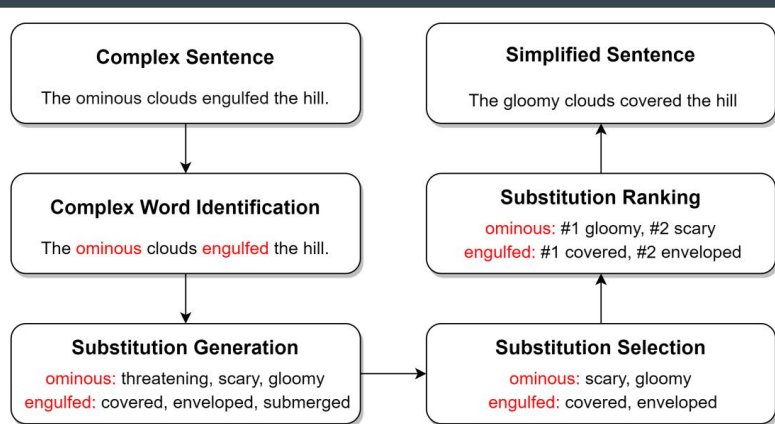 Complex Sentence
The ominous clouds engulfed the hill.
Complex Word Identification
The ominous clouds engulfed the hill.
Substitution Generation
ominous: threatening, scary, gloomy
engulfed: covered, enveloped, submerged
Substitution Selection
ominous: scary, gloomy
engulfed: covered, enveloped
Substitution Ranking
ominous: #1 gloomy, #2 scary
engulfed: #1 covered, #2 enveloped
Simplified Sentence
The gloomy clouds covered the hill